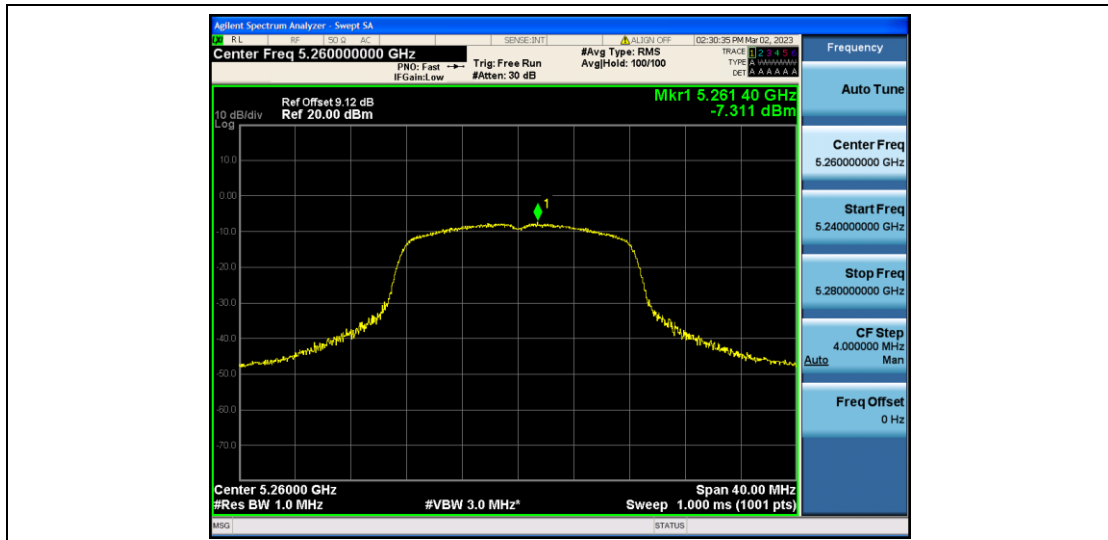 Agilent Spectrum Analyzer - Swept SA
RL RF 50 Ω AC SENSE:INT ALIGN OFF 02:30:35 PM Mar 02, 2023
Center Freq 5.260000000 GHz
PNO: Fast
IFGain:Low
Trig: Free Run
#Atten: 30 dB
#Avg Type: RMS
Avg|Hold: 100/100
TRACE 1 2 3 4 5 6
TYPE A
DET A A A A A A
Ref Offset 9.12 dB
10 dB/div Ref 20.00 dBm
Log
Mkr1 5.261 40 GHz
-7.311 dBm
10.0
0.00
-10.0
-20.0
-30.0
-40.0
-50.0
-60.0
-70.0
1
Center 5.26000 GHz
#Res BW 1.0 MHz
#VBW 3.0 MHz*
Span 40.00 MHz
Sweep 1.000 ms (1001 pts)
MSG
STATUS
Frequency
Auto Tune
Center Freq
5.260000000 GHz
Start Freq
5.240000000 GHz
Stop Freq
5.280000000 GHz
CF Step
4.000000 MHz
Auto Man
Freq Offset
0 Hz